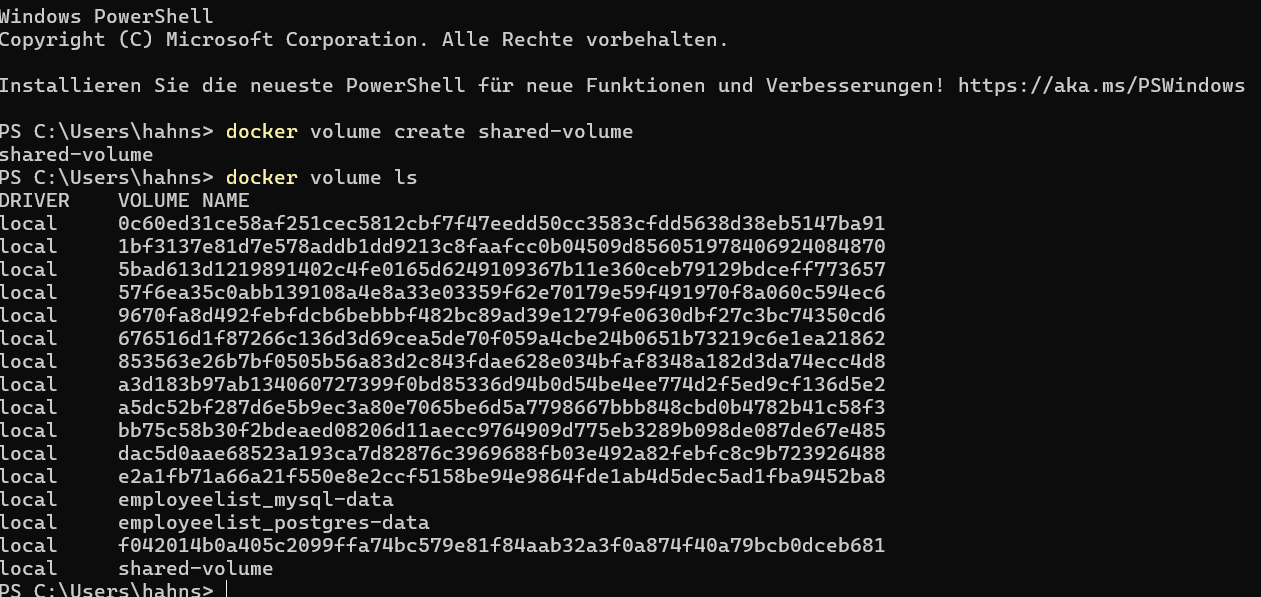 Windows PowerShell
Copyright (C) Microsoft Corporation. Alle Rechte vorbehalten.
Installieren Sie die neueste PowerShell für neue Funktionen und Verbesserungen! https://aka.ms/PSWindows
PS C:\Users\hahns> docker volume create shared-volume
shared-volume
PS C:\Users\hahns> docker volume ls
DRIVER    VOLUME NAME
local     0c60ed31ce58af251cec5812cbf7f47eedd50cc3583cfdd5638d38eb5147ba91
local     1bf3137e81d7e578addb1dd9213c8faafcc0b04509d856051978406924084870
local     5bad613d1219891402c4fe0165d6249109367b11e360ceb79129bdceff773657
local     57f6ea35c0abb139108a4e8a33e03359f62e70179e59f491970f8a060c594ec6
local     9670fa8d492febfdcb6bebbbf482bc89ad39e1279fe0630dbf27c3bc74350cd6
local     676516d1f87266c136d3d69cea5de70f059a4cbe24b0651b73219c6e1ea21862
local     853563e26b7bf0505b56a83d2c843fdae628e034bfaf8348a182d3da74ecc4d8
local     a3d183b97ab134060727399f0bd85336d94b0d54be4ee774d2f5ed9cf136d5e2
local     a5dc52bf287d6e5b9ec3a80e7065be6d5a7798667bbb848cbd0b4782b41c58f3
local     bb75c58b30f2bdeaed08206d11aecc9764909d775eb3289b098de087de67e485
local     dac5d0aae68523a193ca7d82876c3969688fb03e492a82febfc8c9b723926488
local     e2a1fb71a66a21f550e8e2ccf5158be94e9864fde1ab4d5dec5ad1fba9452ba8
local     employeelist_mysql-data
local     employeelist_postgres-data
local     f042014b0a405c2099ffa74bc579e81f84aab32a3f0a874f40a79bcb0dceb681
local     shared-volume
PS C:\Users\hahns>